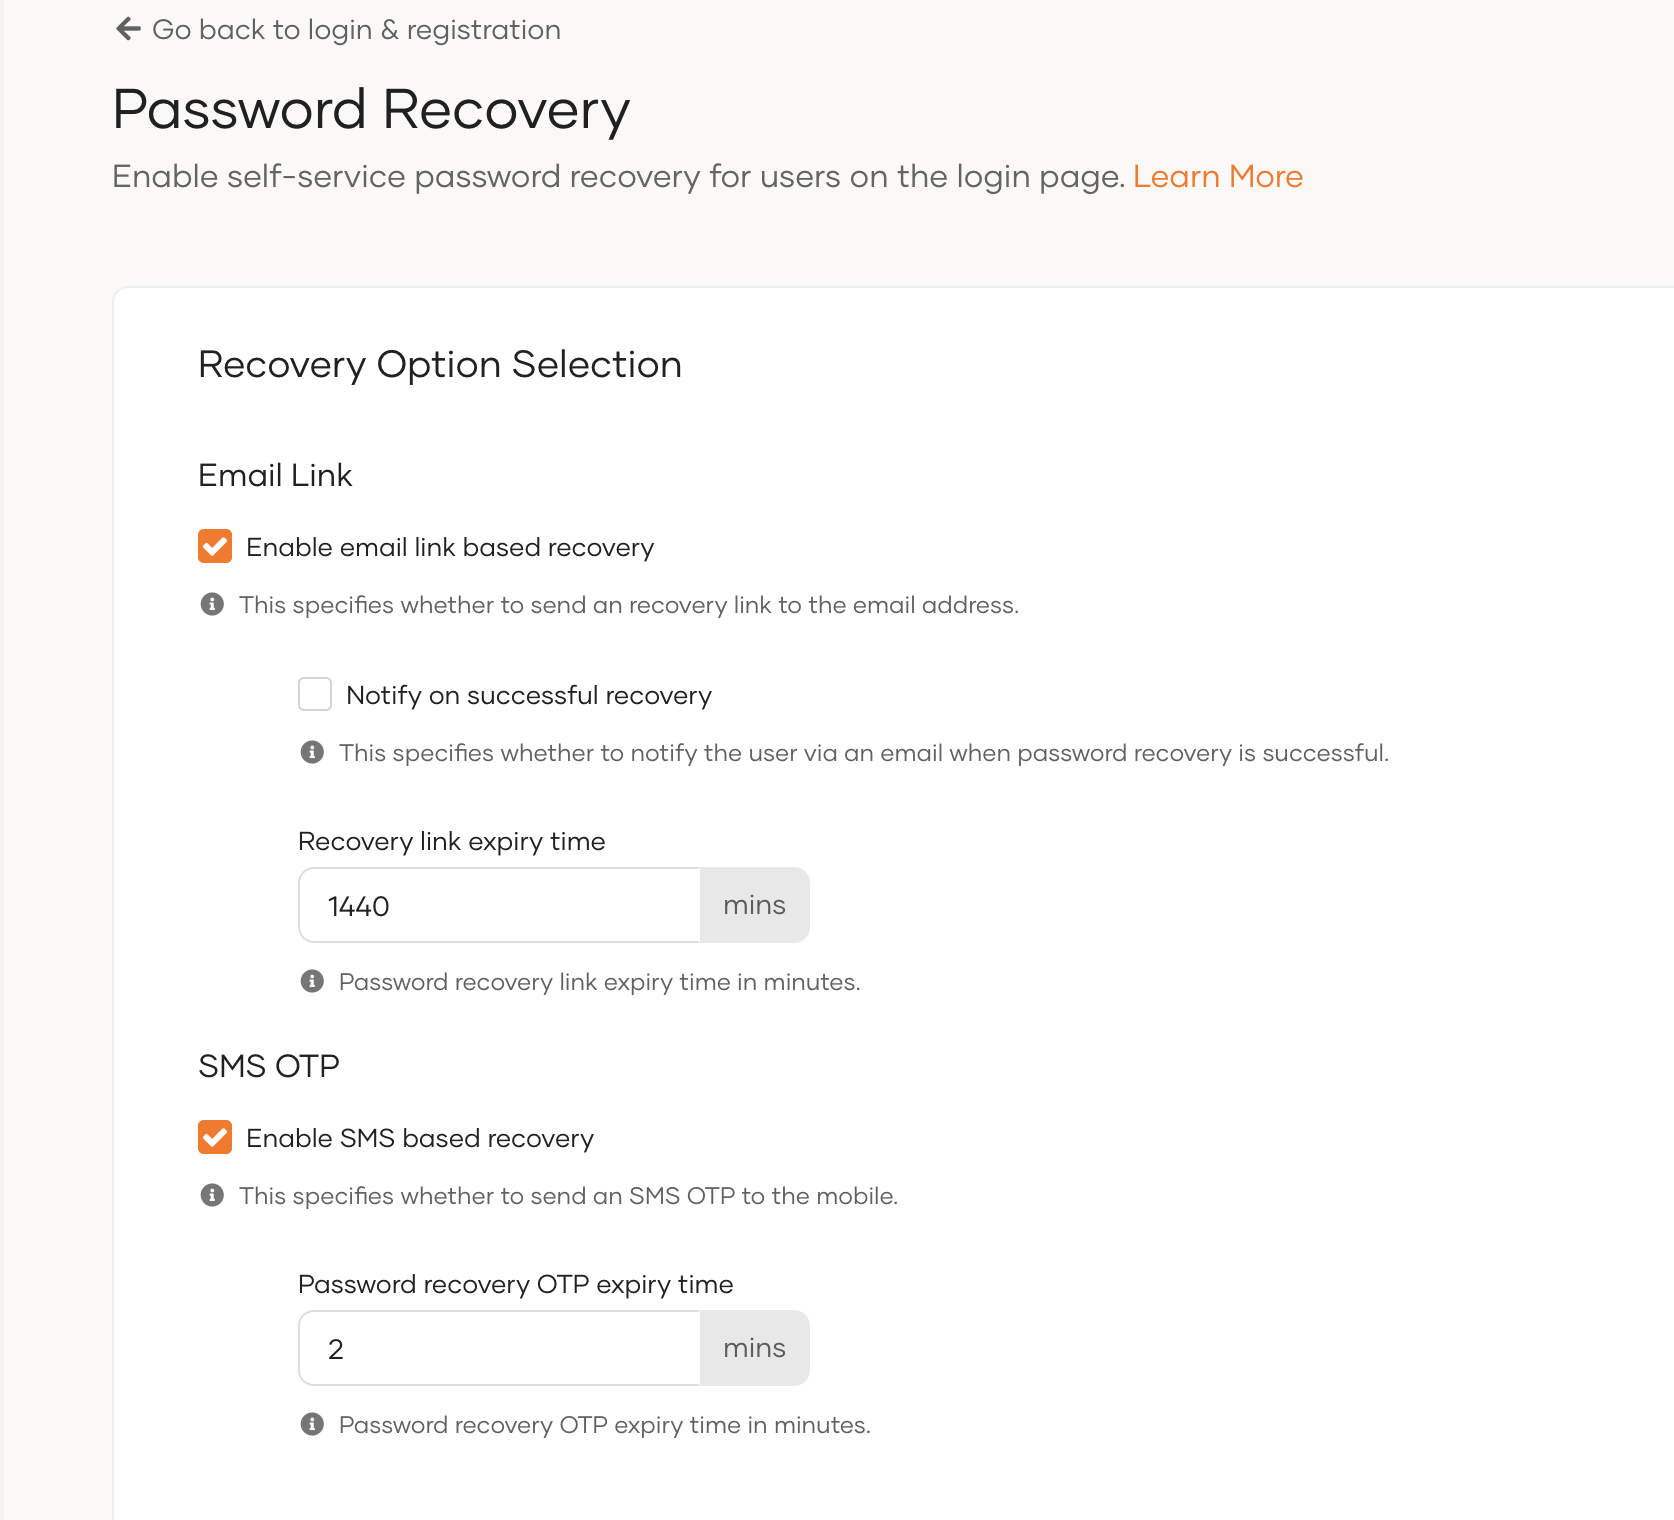 Go back to login & registration
Password Recovery
Enable self-service password recovery for users on the login page. Learn More
Recovery Option Selection
Email Link
Enable email link based recovery
This specifies whether to send an recovery link to the email address.
Notify on successful recovery
This specifies whether to notify the user via an email when password recovery is successful.
Recovery link expiry time
1440 mins
Password recovery link expiry time in minutes.
SMS OTP
Enable SMS based recovery
This specifies whether to send an SMS OTP to the mobile.
Password recovery OTP expiry time
2 mins
Password recovery OTP expiry time in minutes.